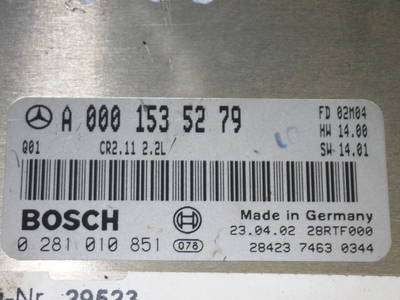 A 000 153 52 79
FD 02M04
HW 14.00
Q01 CR2.11 2.2L SW 14.01
BOSCH
Made in Germany
23.04.02 28RTF000
0 281 010 851 078
28423 7463 0344
-Nr. 29523